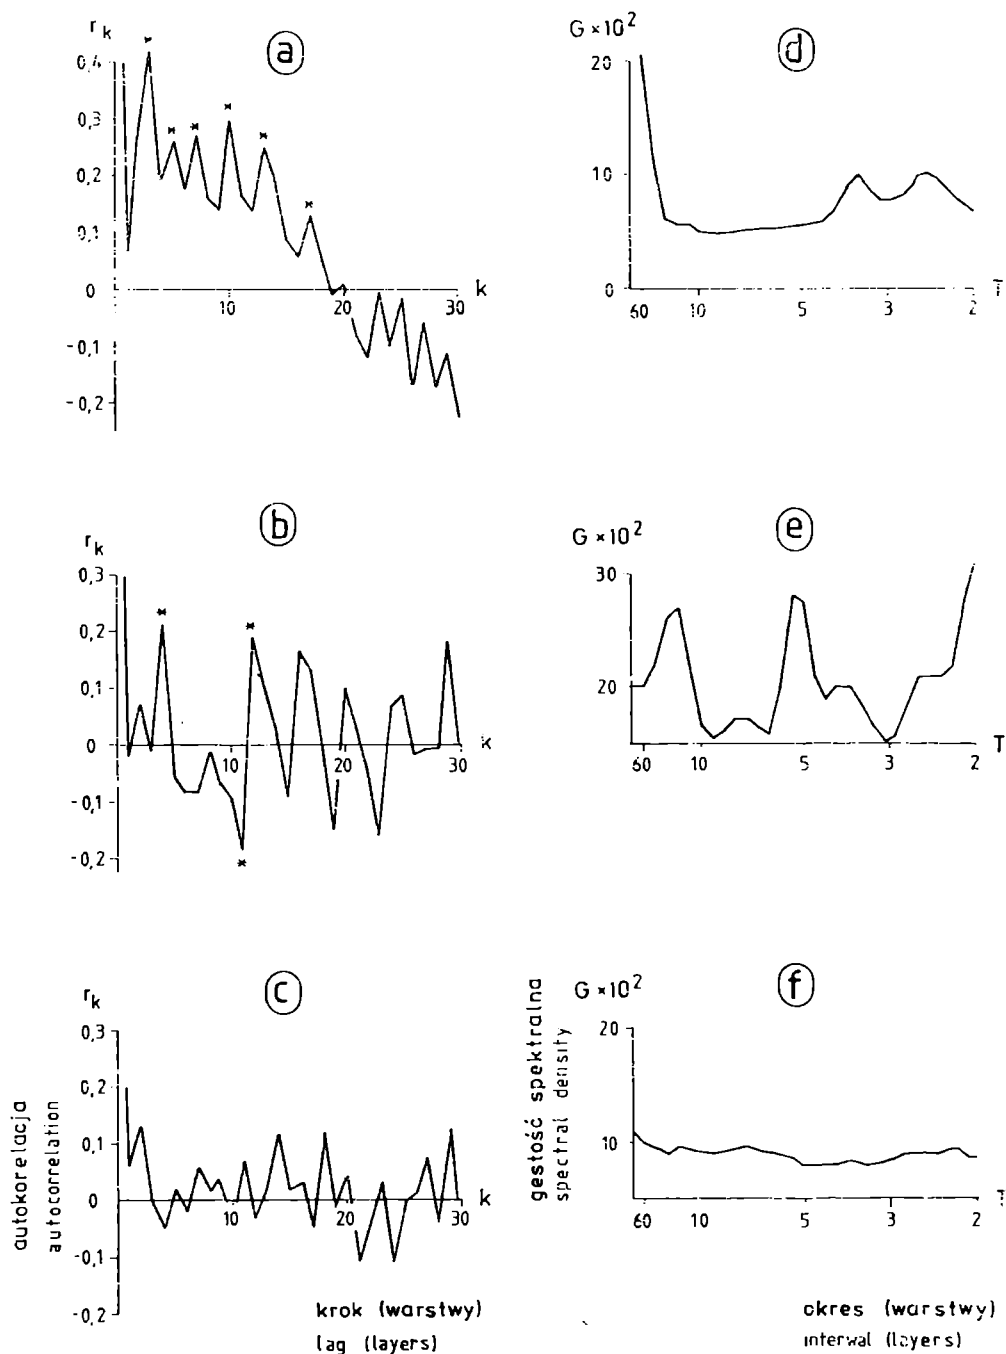 rk
a
0,4
0,3
0,2
0,1
0
-0,1
-0,2
10
20
30
k
G×10²
d
20
10
0
60
10
5
3
2
T
rk
b
0,3
0,2
0,1
0
-0,1
-0,2
10
20
30
k
G×10²
e
30
20
60
10
5
3
2
T
rk
c
0,3
0,2
0,1
0
-0,1
-0,2
10
20
30
k
autokorelacja
autocorrelation
krok (warstwy)
lag (layers)
G×10²
f
20
10
60
10
5
3
2
T
gestość spektralna
spectral density
okres (warstwy)
interwal (layers)